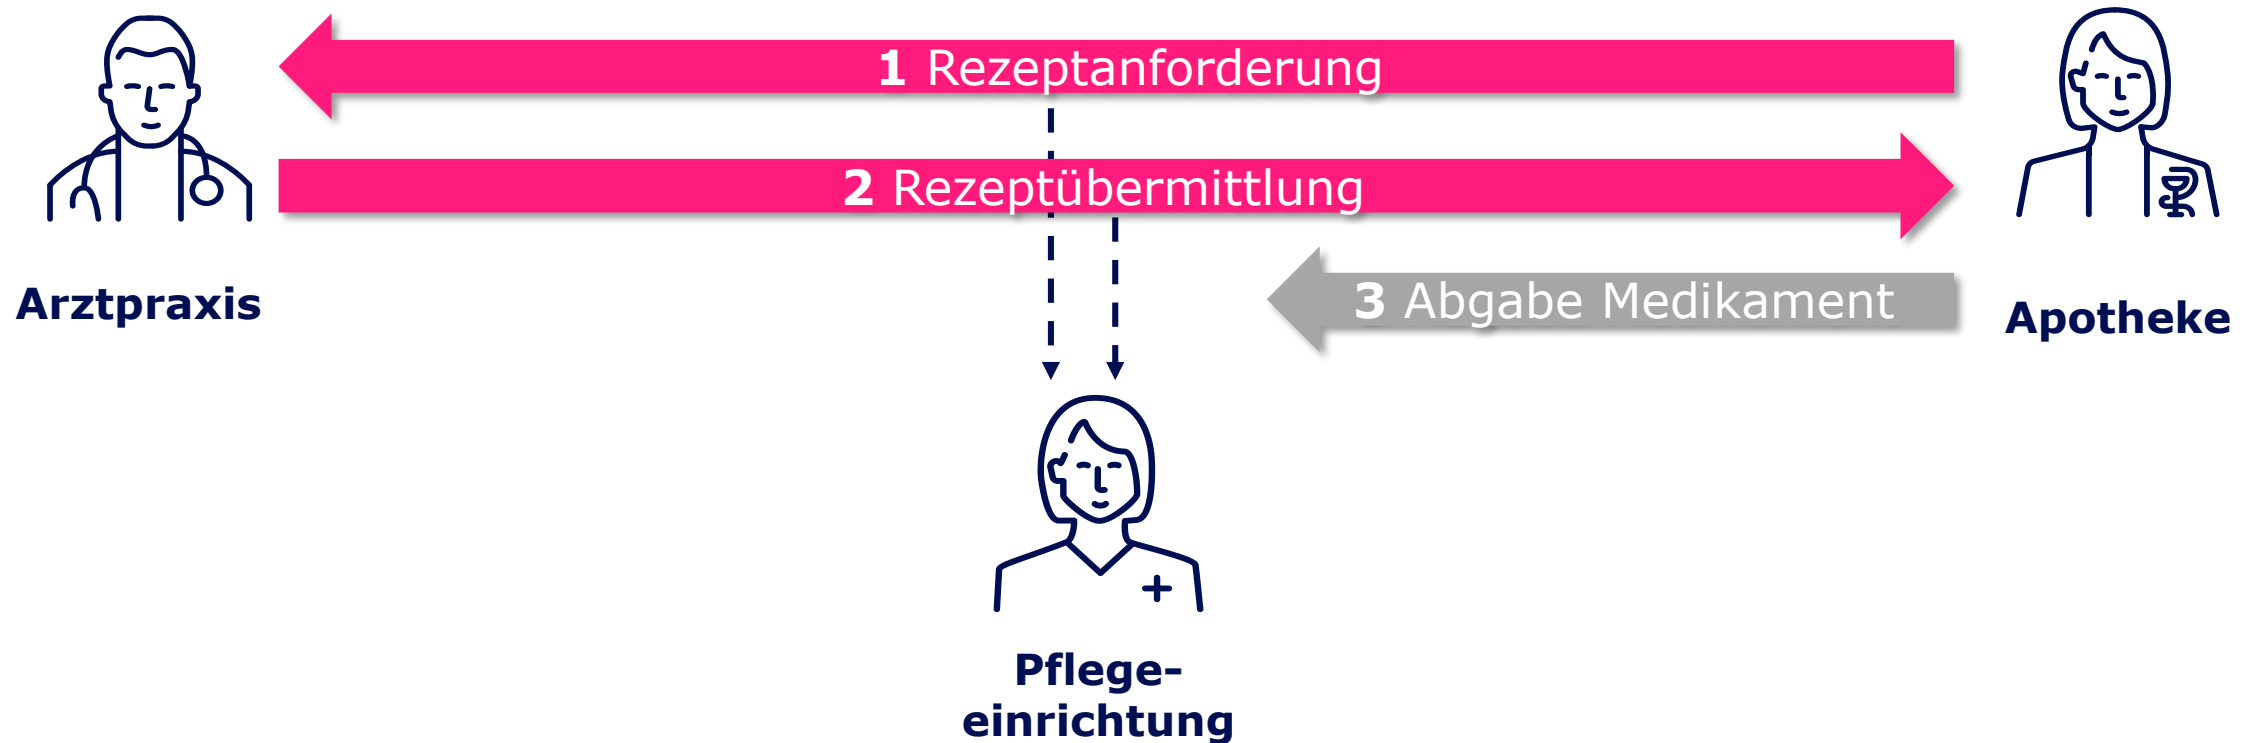 1 Rezeptanforderung
2 Rezeptübermittlung
3 Abgabe Medikament
Arztpraxis
Apotheke
Pflege-
einrichtung